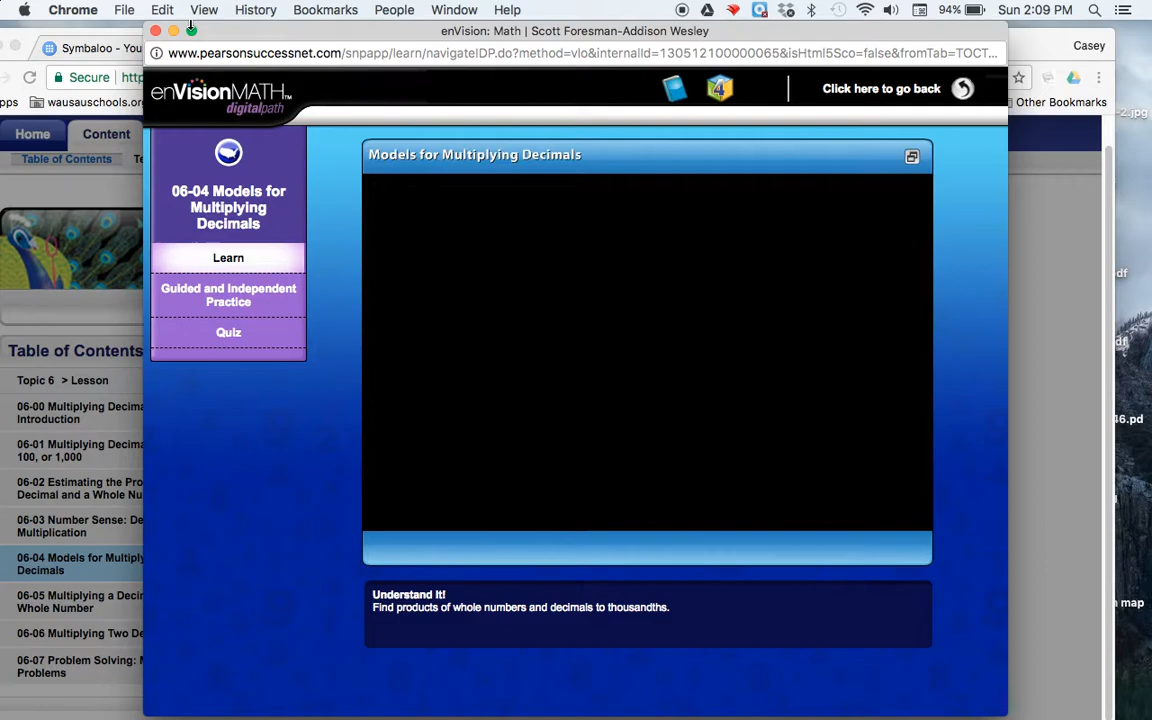 Chrome File Edit View History Bookmarks People Window Help 94% Sun 2:09 PM
enVision: Math | Scott Foresman-Addison Wesley
Symbaloo - You
Casey
www.pearsonsuccessnet.com/snpapp/learn/navigateIDP.do?method=vlo&internalId=130512100000065&isHtml5Sco=false&fromTab=TOCT...
Secure
wausauschools.org
Other Bookmarks
enVisionMATH
digitalpath
4
Click here to go back
-2.jpg
Home Content
Table of Contents
Models for Multiplying Decimals
06-04 Models for
Multiplying
Decimals
Learn
Guided and Independent
Practice
Quiz
Table of Contents
Topic 6 > Lesson
06-00 Multiplying Decima
Introduction
06-01 Multiplying Decima
100, or 1,000
06-02 Estimating the Pro
Decimal and a Whole Nu
06-03 Number Sense: De
Multiplication
06-04 Models for Multiply
Decimals
06-05 Multiplying a Deci
Whole Number
06-06 Multiplying Two De
06-07 Problem Solving: M
Problems
Understand It!
Find products of whole numbers and decimals to thousandths.
46.pd
map